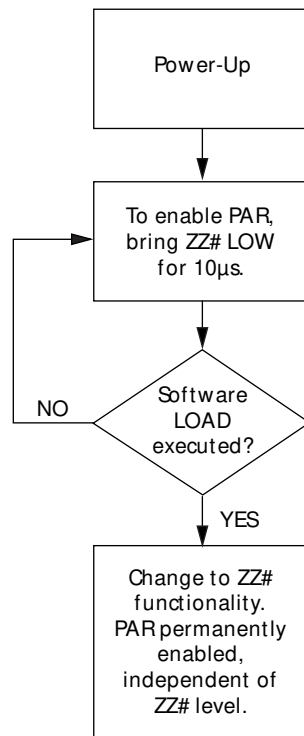 Power-Up
To enable PAR,
bring ZZ# LOW
for 10µs.
Software
LOAD
executed?
NO
YES
Change to ZZ#
functionality.
PAR permanently
enabled,
independent of
ZZ# level.